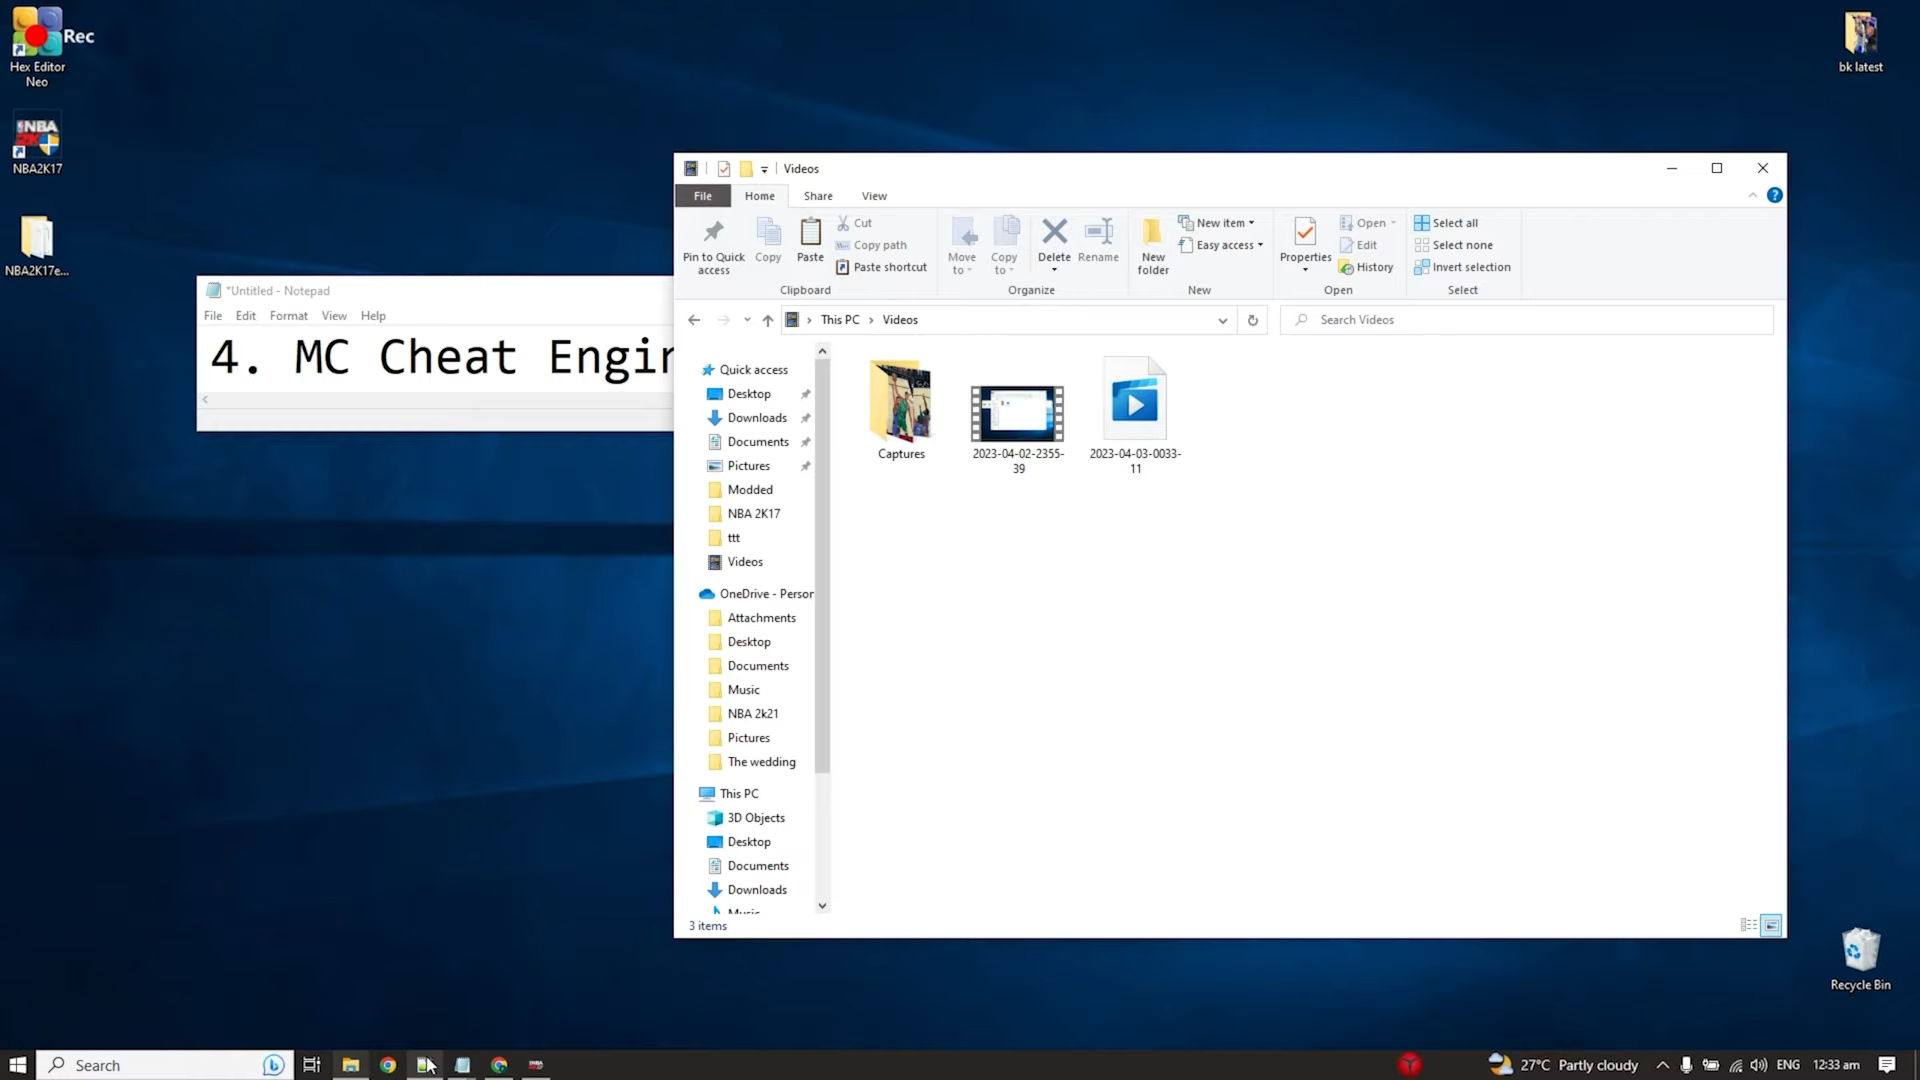 Rec
Hex Editor
Neo
NBA
2K
NBA2K17
NBA2K17e...
bk latest
Recycle Bin
*Untitled - Notepad
File Edit Format View Help
4. MC Cheat Engin
Videos
File Home Share View
Pin to Quick
access
Copy
Paste
Cut
Copy path
Paste shortcut
Clipboard
Move
to
Copy
to
Delete
Rename
Organize
New
folder
New item
Easy access
New
Properties
Open
Edit
History
Open
Select all
Select none
Invert selection
Select
This PC > Videos
Search Videos
Quick access
Desktop
Downloads
Documents
Pictures
Modded
NBA 2K17
ttt
Videos
OneDrive - Person
Attachments
Desktop
Documents
Music
NBA 2k21
Pictures
The wedding
This PC
3D Objects
Desktop
Documents
Downloads
Music
Captures
2023-04-02-2355-
39
2023-04-03-0033-
11
3 items
Search
27°C Partly cloudy
ENG
12:33 am